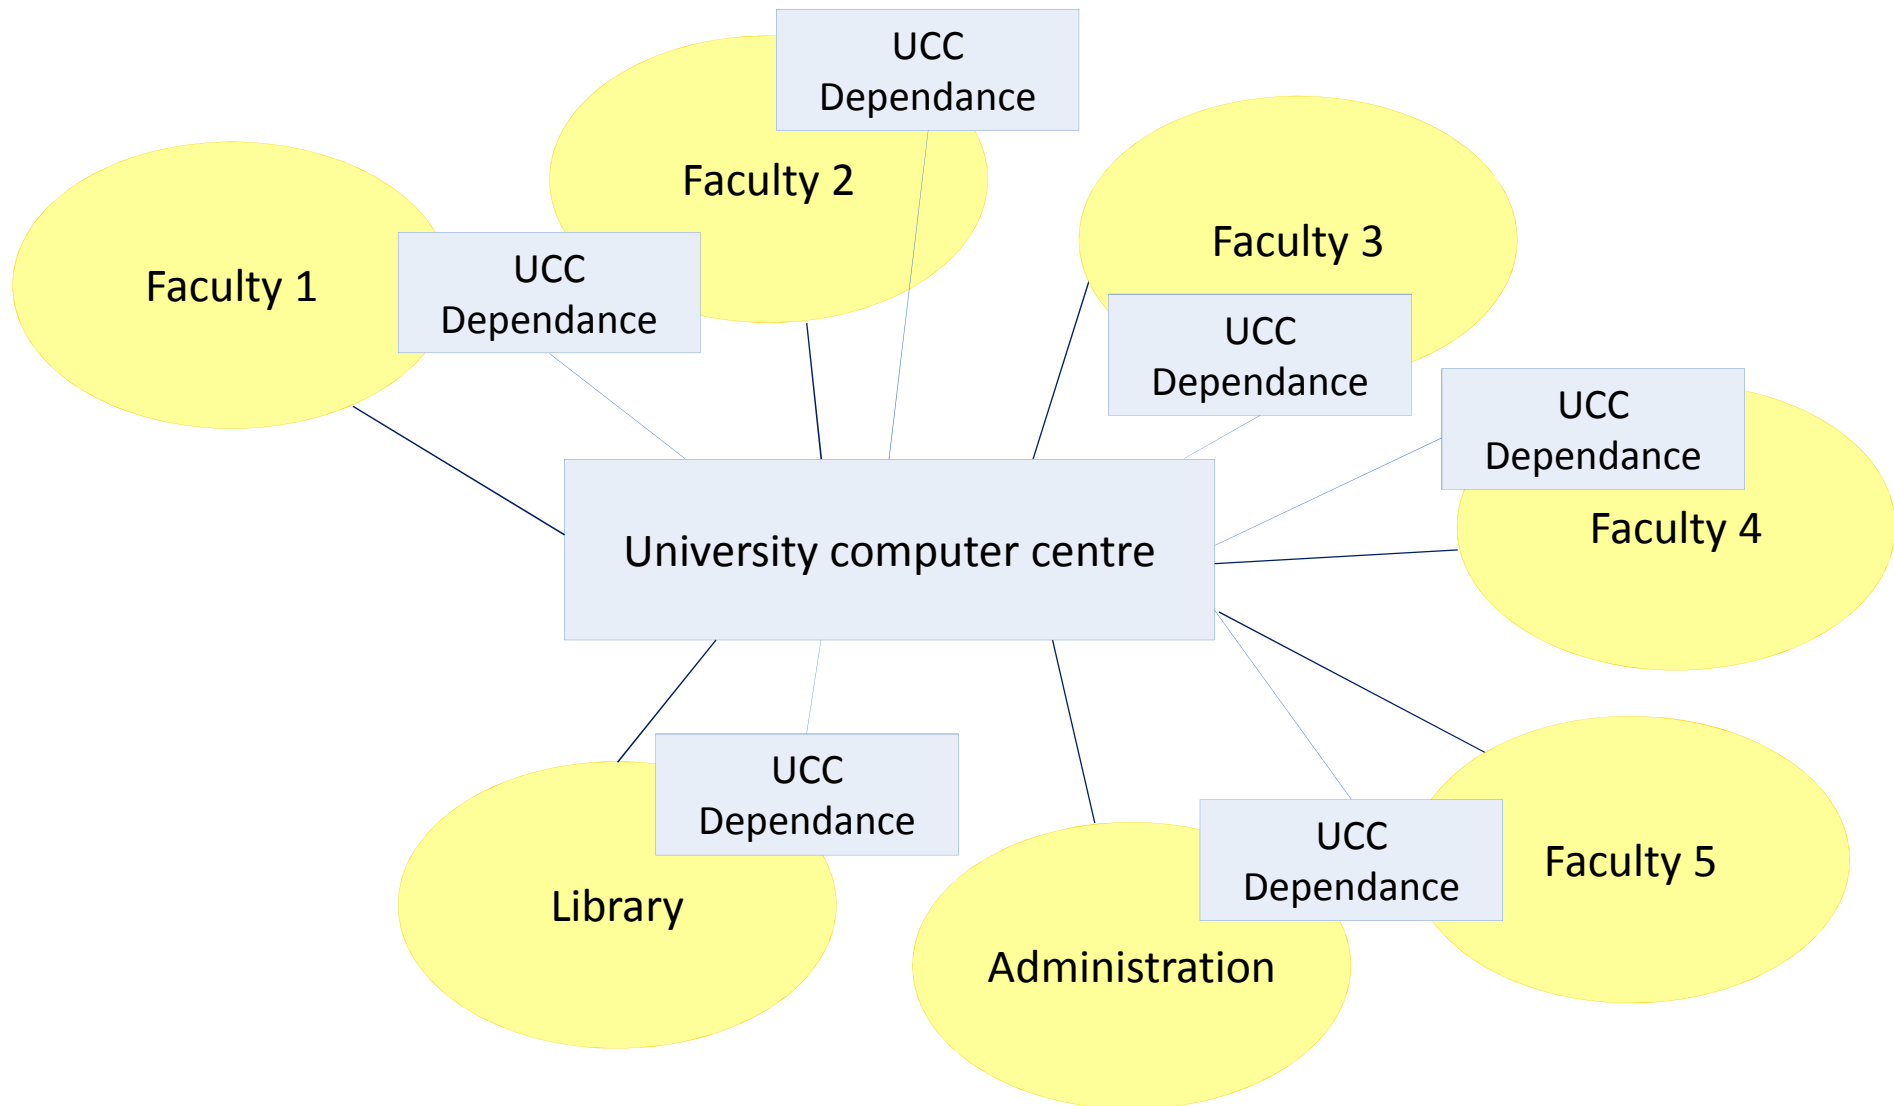 UCC
Dependance
Faculty 2
Faculty 1
UCC
Dependance
Faculty 3
UCC
Dependance
UCC
Dependance
Faculty 4
University computer centre
UCC
Dependance
Library
UCC
Dependance
Faculty 5
Administration